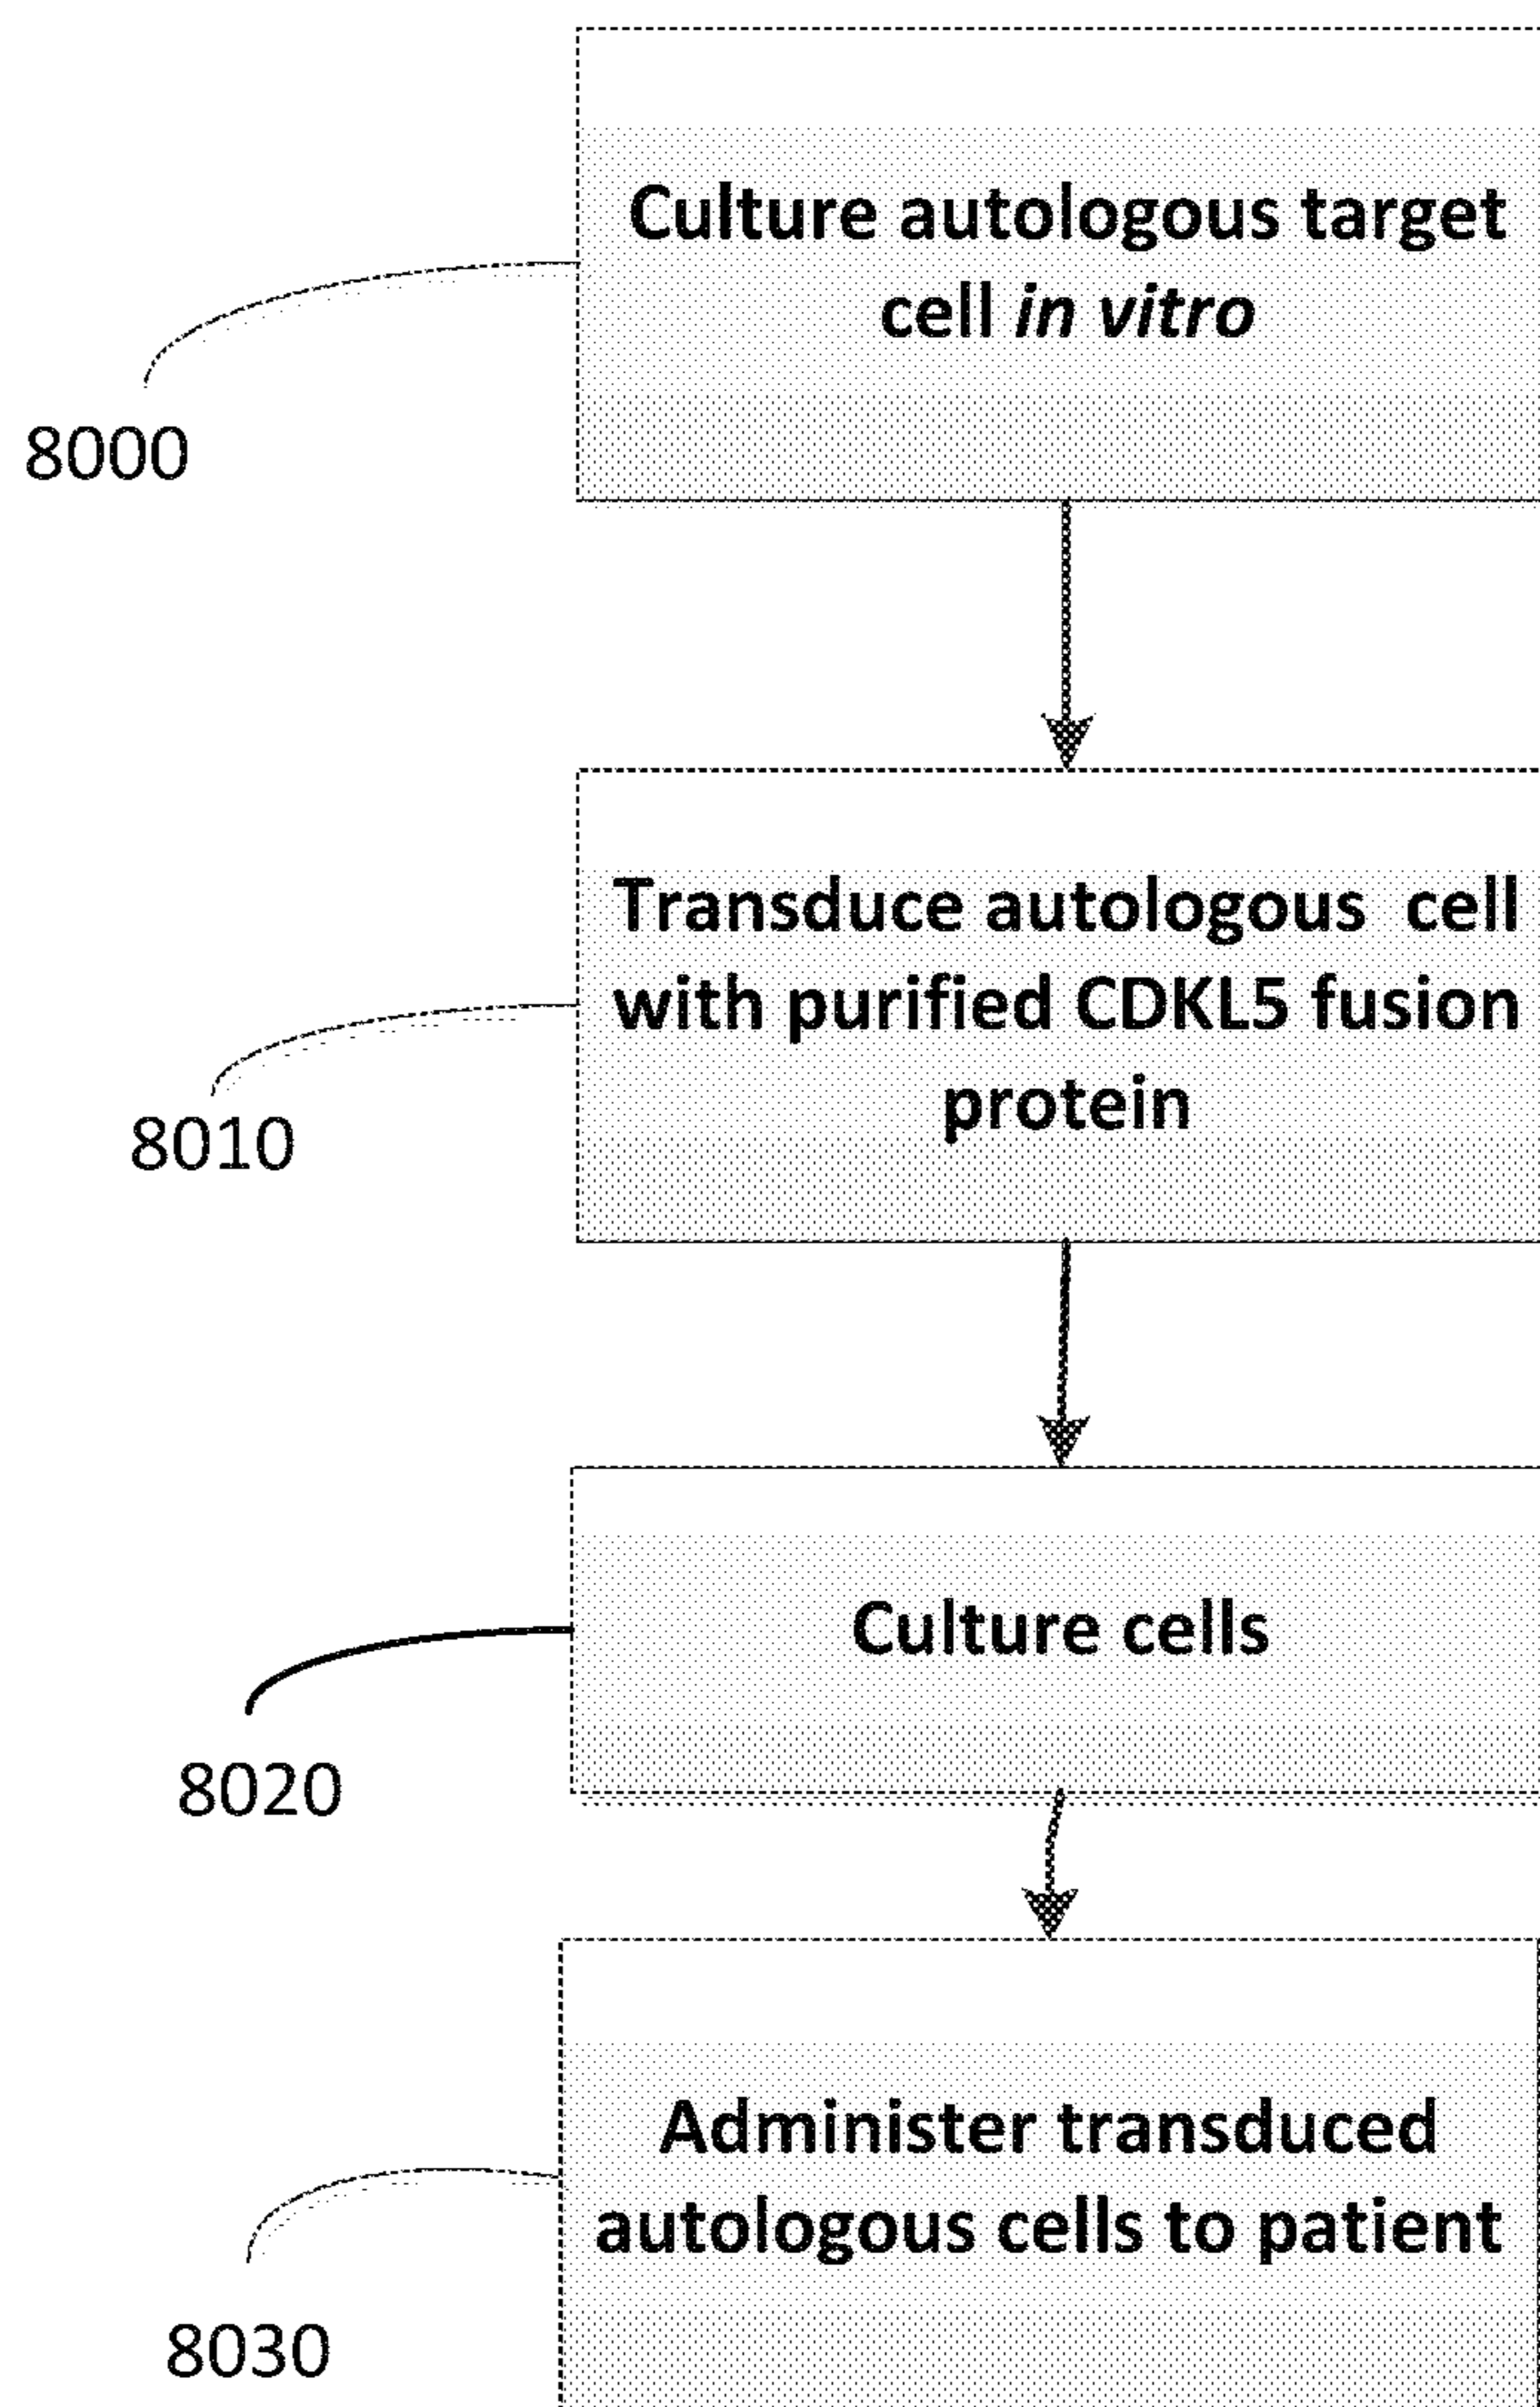 Culture autologous target
cell in vitro
8000
Transduce autologous cell
with purified CDKL5 fusion
protein
8010
Culture cells
8020
Administer transduced
autologous cells to patient
8030